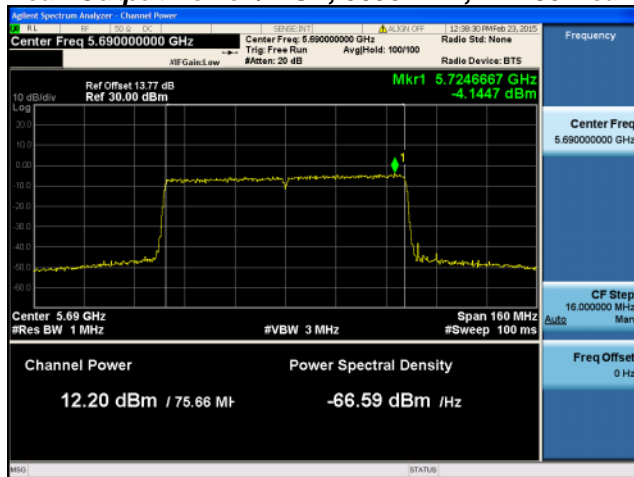 Agilent Spectrum Analyzer - Channel Power
RL RF 50 Ω DC SENSE:INT ALIGN OFF 12:38:30 PM Feb 23, 2015
Center Freq 5.690000000 GHz
Center Freq: 5.690000000 GHz
Radio Std: None
Trig: Free Run Avg|Hold: 100/100
#IFGain:Low #Atten: 20 dB Radio Device: BTS
Ref Offset 13.77 dB
Ref 30.00 dBm
10 dB/div
Log
Mkr1 5.7246667 GHz
-4.1447 dBm
20.0
10.0
0.00
-10.0
-20.0
-30.0
-40.0
-50.0
-60.0
1
Center 5.69 GHz Span 160 MHz
#Res BW 1 MHz #VBW 3 MHz #Sweep 100 ms
Channel Power Power Spectral Density
12.20 dBm / 75.66 MH -66.59 dBm /Hz
MSG STATUS
Frequency
Center Freq
5.690000000 GHz
CF Step
16.000000 MHz
Auto Man
Freq Offset
0 Hz